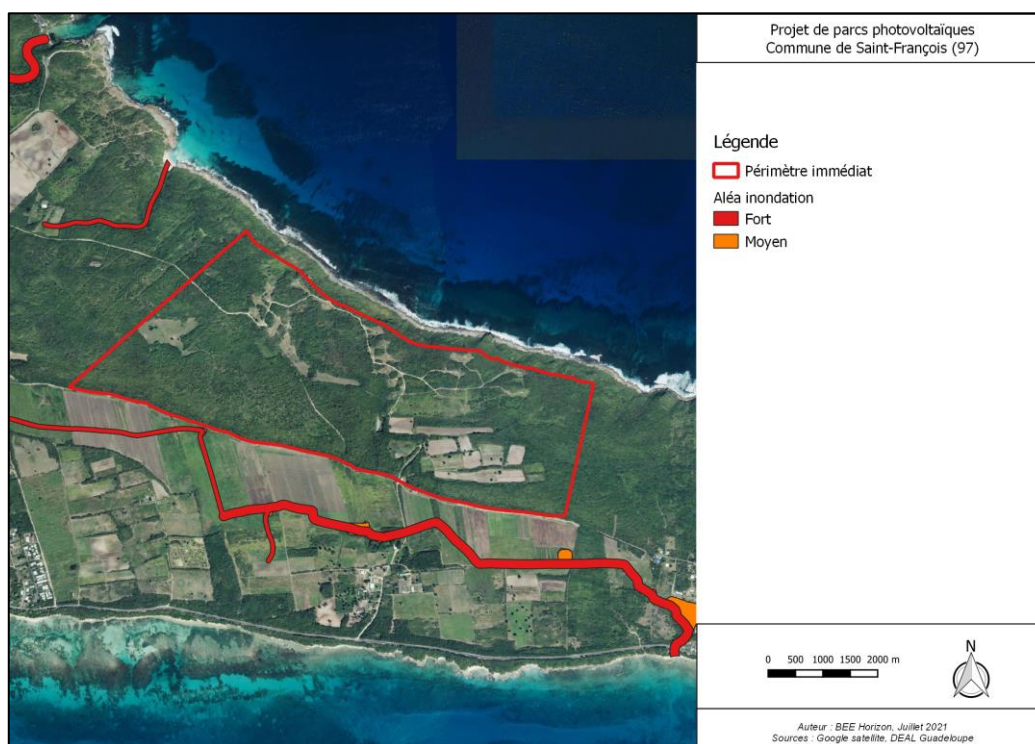 Projet de parcs photovoltaïques
Commune de Saint-François (97)
Légende
Périmètre immédiat
Aléa inondation
Fort
Moyen
0 500 1000 1500 2000 m
N
Auteur : BEE Horizon, Juillet 2021
Sources : Google satellite, DEAL Guadeloupe